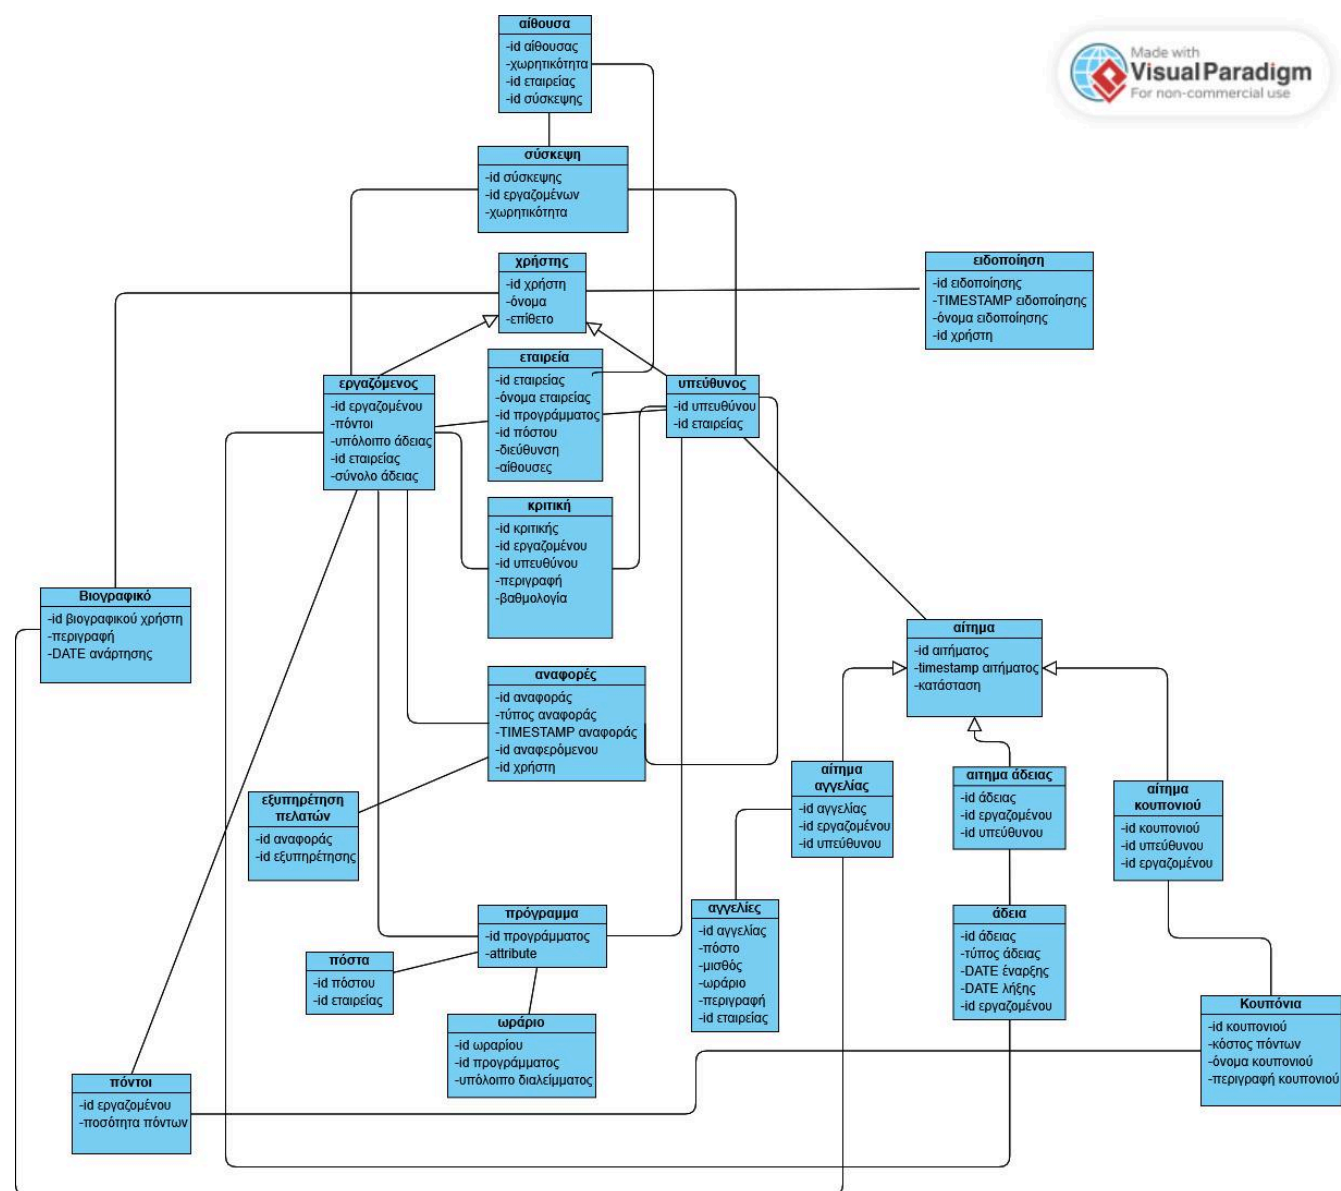 αίθουσα
-id αίθουσας
-χωρητικότητα
-id εταιρείας
-id σύσκεψης
Made with
Visual Paradigm
For non-commercial use
σύσκεψη
-id σύσκεψης
-id εργαζομένων
-χωρητικότητα
χρήστης
-id χρήστη
-όνομα
-επίθετο
ειδοποίηση
-id ειδοποίησης
-TIMESTAMP ειδοποίησης
-όνομα ειδοποίησης
-id χρήστη
εταιρεία
-id εταιρείας
-όνομα εταιρείας
-id προγράμματος
-id πόστου
-διεύθυνση
-αίθουσες
εργαζόμενος
-id εργαζομένου
-πόντοι
-υπόλοιπο άδειας
-id εταιρείας
-σύνολο άδειας
υπεύθυνος
-id υπευθύνου
-id εταιρείας
κριτική
-id κριτικής
-id εργαζομένου
-id υπευθύνου
-περιγραφή
-βαθμολογία
Βιογραφικό
-id βιογραφικού χρήστη
-περιγραφή
-DATE ανάρτησης
αίτημα
-id αιτήματος
-timestamp αιτήματος
-κατάσταση
αναφορές
-id αναφοράς
-τύπος αναφοράς
-TIMESTAMP αναφοράς
-id αναφερόμενου
-id χρήστη
αίτημα
αγγελίας
-id αγγελίας
-id εργαζομένου
-id υπεύθυνου
αιτημα άδειας
-id άδειας
-id εργαζομένου
-id υπεύθυνου
αίτημα
κουπονιού
-id κουπονιού
-id υπεύθυνου
-id εργαζομένου
εξυπηρέτηση
πελατών
-id αναφοράς
-id εξυπηρέτησης
αγγελίες
-id αγγελίας
-πόστο
-μισθός
-ωράριο
-περιγραφή
-id εταιρείας
πρόγραμμα
-id προγράμματος
-attribute
άδεια
-id άδειας
-τύπος άδειας
-DATE έναρξης
-DATE λήξης
-id εργαζομένου
πόστα
-id πόστου
-id εταιρείας
Κουπόνια
-id κουπονιού
-κόστος πόντων
-όνομα κουπονιού
-περιγραφή κουπονιού
ωράριο
-id ωραρίου
-id προγράμματος
-υπόλοιπο διαλείμματος
πόντοι
-id εργαζομένου
-ποσότητα πόντων